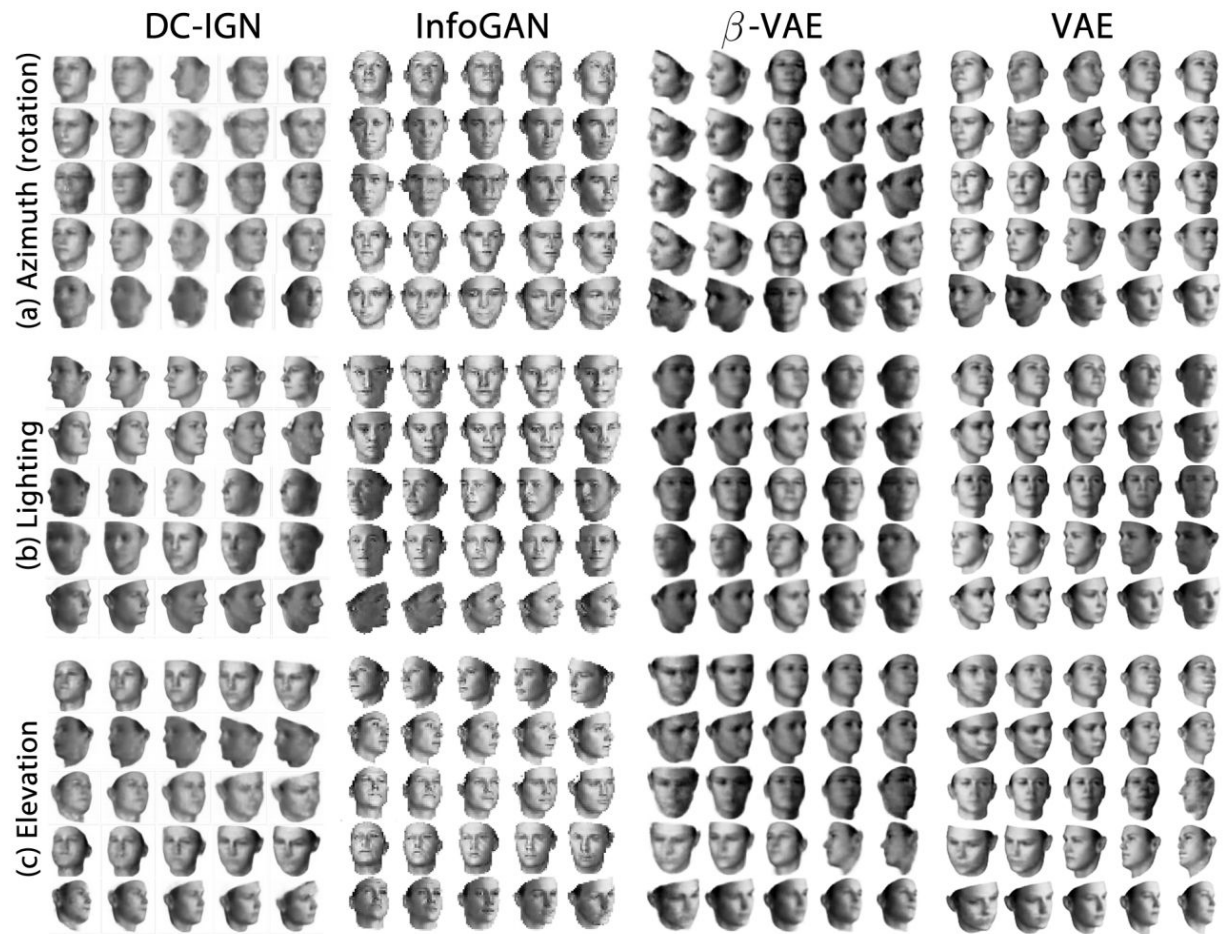 DC-IGN
InfoGAN
β-VAE
VAE
(a) Azimuth (rotation)
(b) Lighting
(c) Elevation